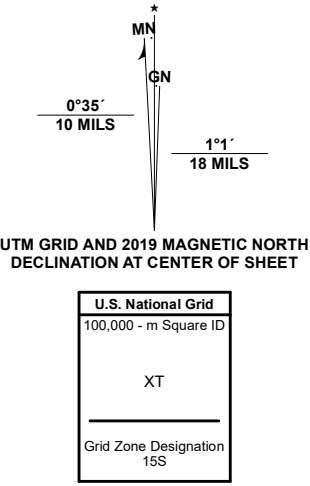 ★
MN
GN
0°35´
10 MILS
1°1´
18 MILS
UTM GRID AND 2019 MAGNETIC NORTH
DECLINATION AT CENTER OF SHEET
U.S. National Grid
100,000 - m Square ID
XT
Grid Zone Designation
15S